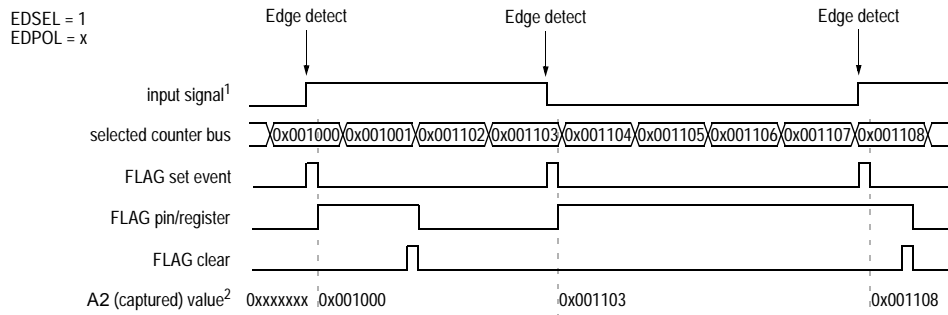 EDSEL = 1
EDPOL = x
Edge detect Edge detect Edge detect
input signal1
selected counter bus 0x001000 0x001001 0x001102 0x001103 0x001104 0x001105 0x001106 0x001107 0x001108
FLAG set event
FLAG pin/register
FLAG clear
A2 (captured) value2 0xxxxxxx 0x001000 0x001103 0x001108